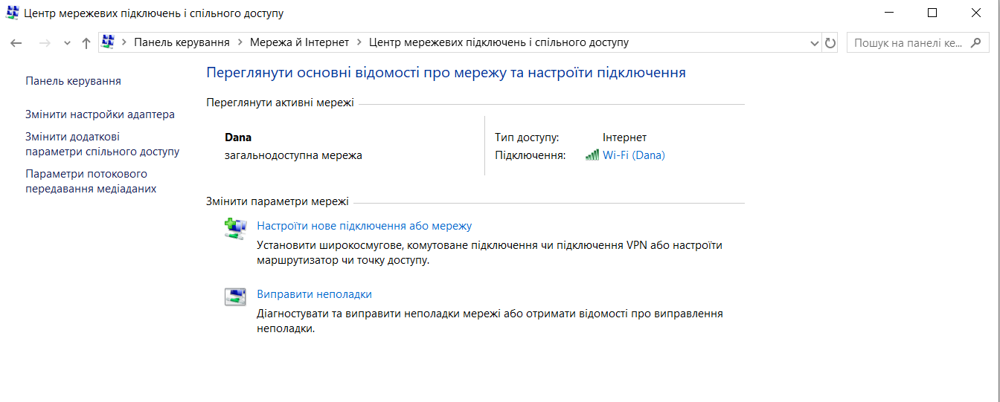 Центр мережевих підключень і спільного доступу
Панель керування
Мережа й Інтернет
Центр мережевих підключень і спільного доступу
Пошук на панелі ке...
Панель керування
Змінити настройки адаптера
Змінити додаткові
параметри спільного доступу
Параметри потокового
передавання медіаданих
Переглянути основні відомості про мережу та настроїти підключення
Переглянути активні мережі
Dana
загальнодоступна мережа
Тип доступу: Інтернет
Підключення: Wi-Fi (Dana)
Змінити параметри мережі
Настроїти нове підключення або мережу
Установити широкосмугове, комутоване підключення чи підключення VPN або настроїти
маршрутизатор чи точку доступу.
Виправити неполадки
Діагностувати та виправити неполадки мережі або отримати відомості про виправлення
неполадки.